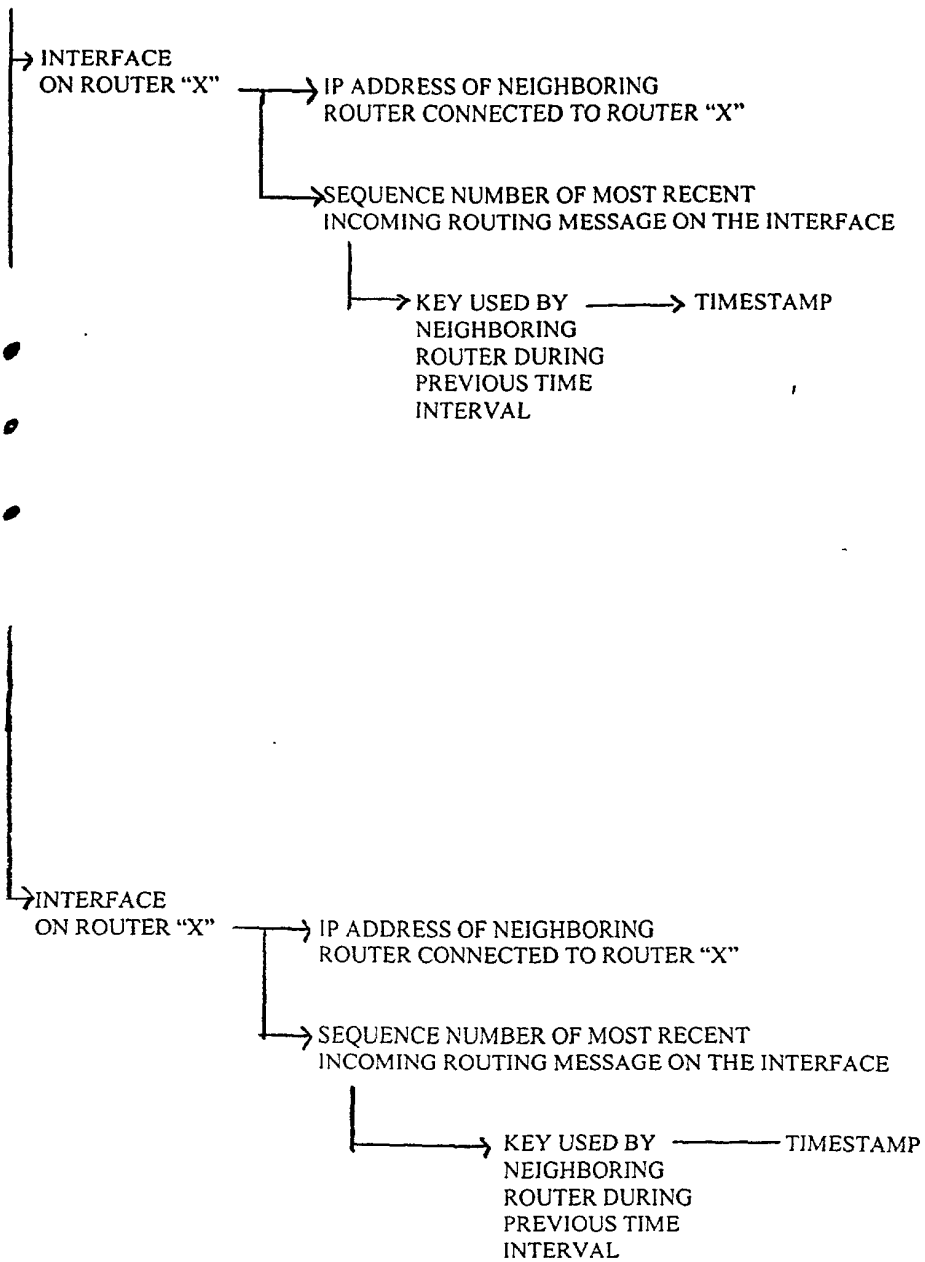 INTERFACE
ON ROUTER “X”
IP ADDRESS OF NEIGHBORING
ROUTER CONNECTED TO ROUTER “X”
SEQUENCE NUMBER OF MOST RECENT
INCOMING ROUTING MESSAGE ON THE INTERFACE
KEY USED BY
NEIGHBORING
ROUTER DURING
PREVIOUS TIME
INTERVAL
TIMESTAMP
INTERFACE
ON ROUTER “X”
IP ADDRESS OF NEIGHBORING
ROUTER CONNECTED TO ROUTER “X”
SEQUENCE NUMBER OF MOST RECENT
INCOMING ROUTING MESSAGE ON THE INTERFACE
KEY USED BY
NEIGHBORING
ROUTER DURING
PREVIOUS TIME
INTERVAL
TIMESTAMP